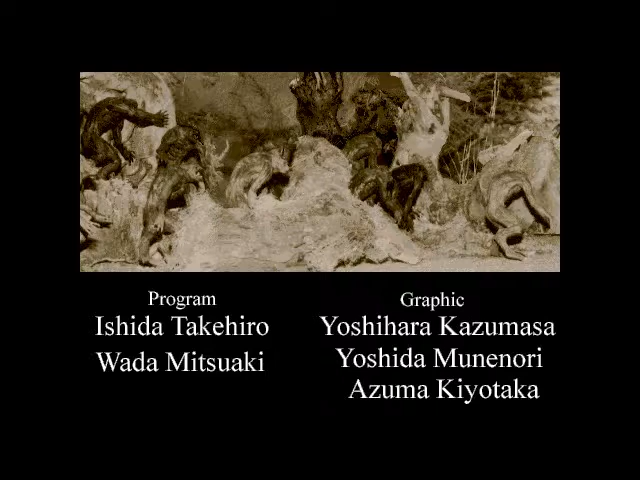 Program
Ishida Takehiro
Wada Mitsuaki
Graphic
Yoshihara Kazumasa
Yoshida Munenori
Azuma Kiyotaka